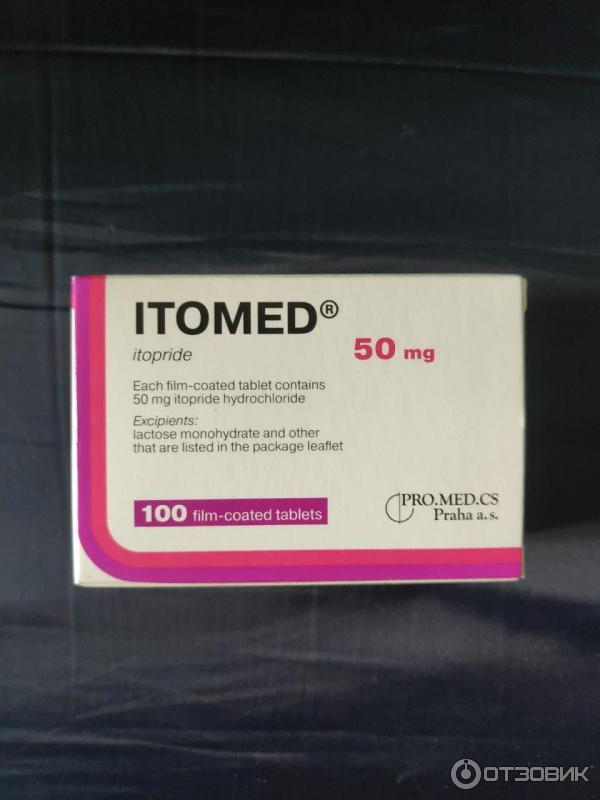 ITOMED®
itopride
50 mg
Each film-coated tablet contains
50 mg itopride hydrochloride
Excipients:
lactose monohydrate and other
that are listed in the package leaflet
100 film-coated tablets
PRO.MED.CS
Praha a.s.
ОТЗОВИК